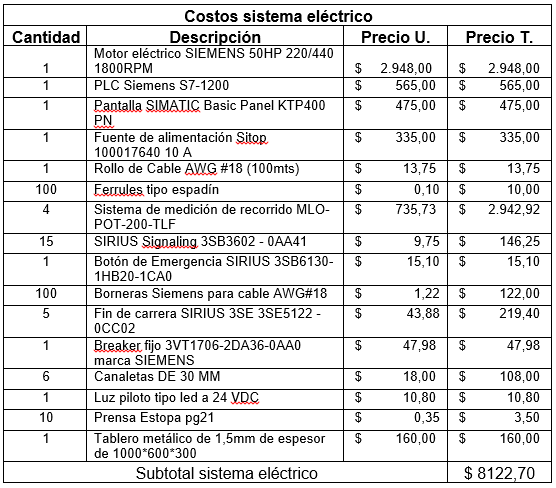 Costos sistema eléctrico
Cantidad Descripción Precio U. Precio T.
Motor eléctrico SIEMENS 50HP 220/440
1 1800RPM $ 2.948,00 $ 2.948,00
1 PLC Siemens S7-1200 $ 565,00 $ 565,00
1 Pantalla SIMATIC Basic Panel KTP400 $ 475,00 $ 475,00
PN
1 Fuente de alimentación Sitop $ 335,00 $ 335,00
100017640 10 A
1 Rollo de Cable AWG #18 (100mts) $ 13,75 $ 13,75
100 Ferrules tipo espadín $ 0,10 $ 10,00
4 Sistema de medición de recorrido MLO- $ 735,73 $ 2.942,92
POT-200-TLF
15 SIRIUS Signaling 3SB3602 - 0AA41 $ 9,75 $ 146,25
1 Botón de Emergencia SIRIUS 3SB6130- $ 15,10 $ 15,10
1HB20-1CA0
100 Borneras Siemens para cable AWG#18 $ 1,22 $ 122,00
5 Fin de carrera SIRIUS 3SE 3SE5122 - $ 43,88 $ 219,40
0CC02
1 Breaker fijo 3VT1706-2DA36-0AA0 $ 47,98 $ 47,98
marca SIEMENS
6 Canaletas DE 30 MM $ 18,00 $ 108,00
1 Luz piloto tipo led a 24 VDC $ 10,80 $ 10,80
10 Prensa Estopa pg21 $ 0,35 $ 3,50
1 Tablero metálico de 1,5mm de espesor $ 160,00 $ 160,00
de 1000*600*300
Subtotal sistema eléctrico $ 8122,70